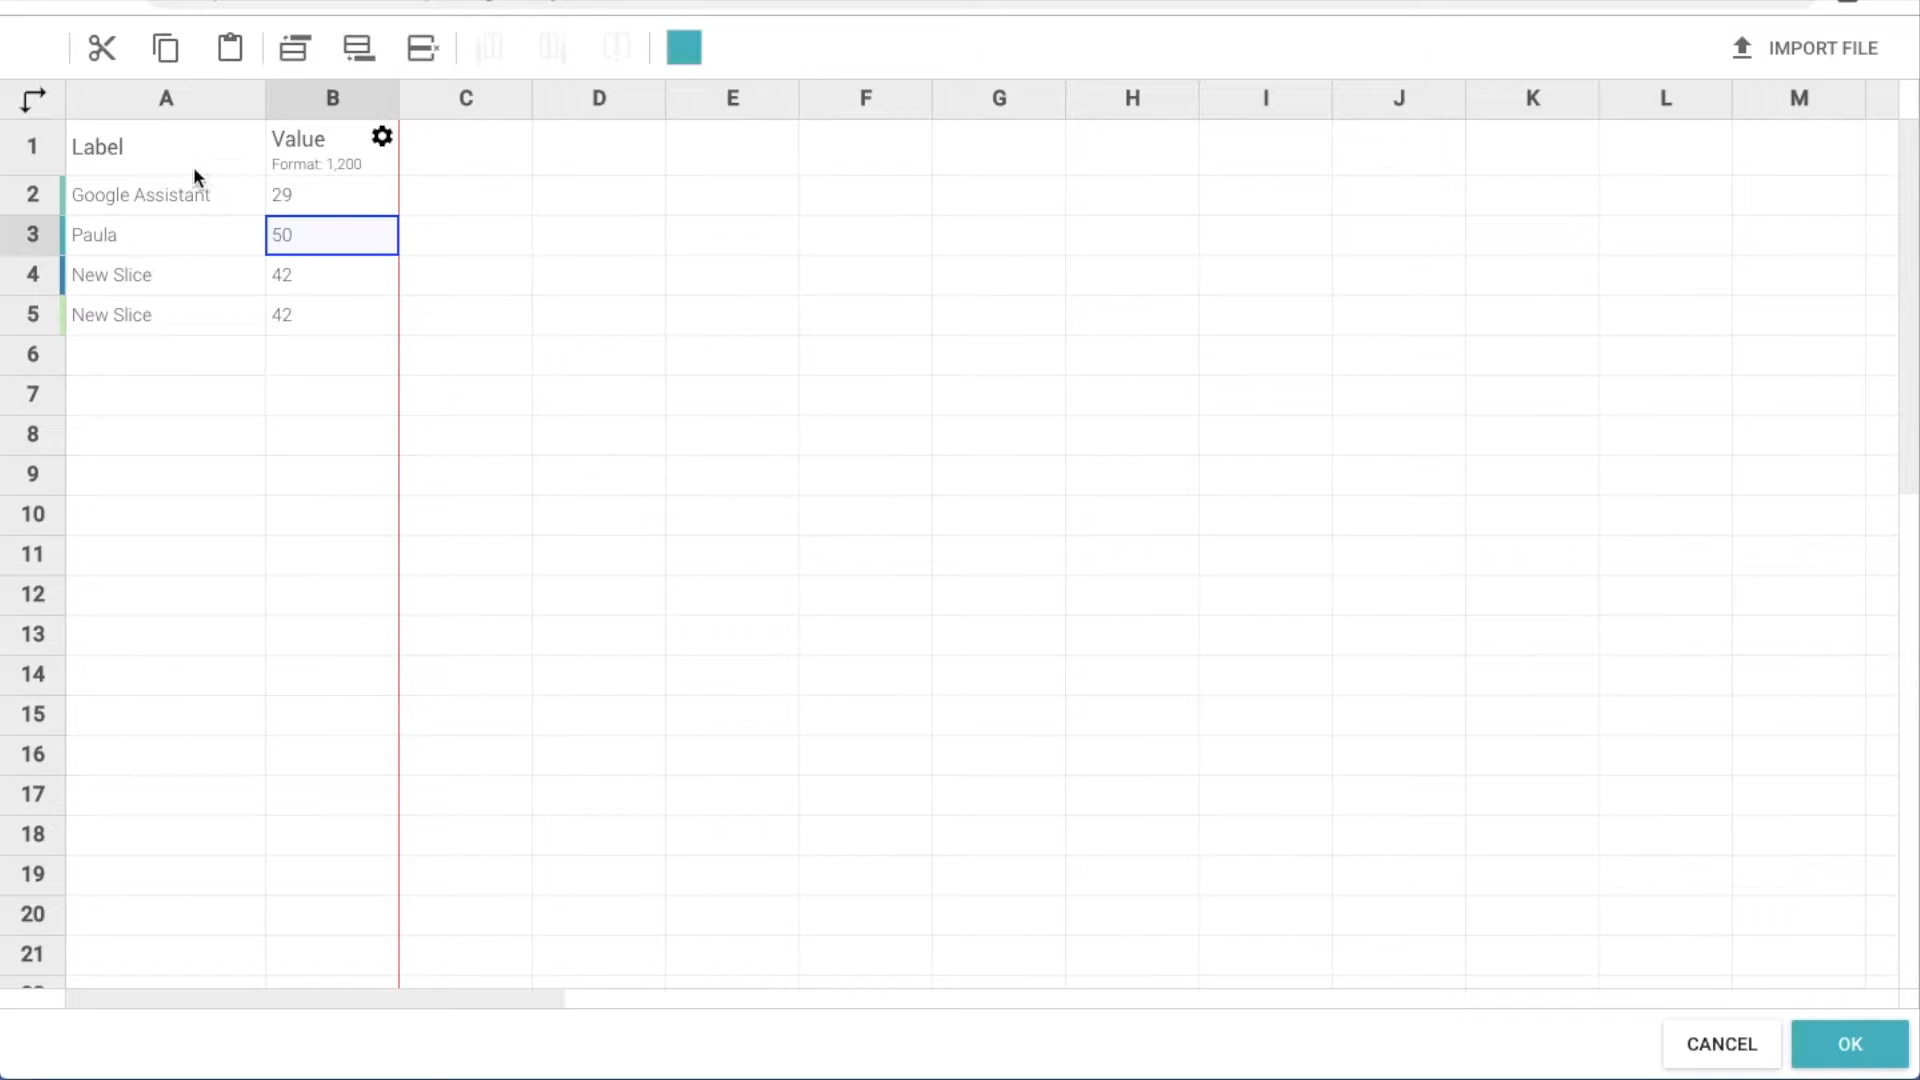 IMPORT FILE
A B C D E F G H I J K L M
1 Label Value
Format: 1,200
2 Google Assistant 29
3 Paula 50
4 New Slice 42
5 New Slice 42
6
7
8
9
10
11
12
13
14
15
16
17
18
19
20
21
CANCEL OK